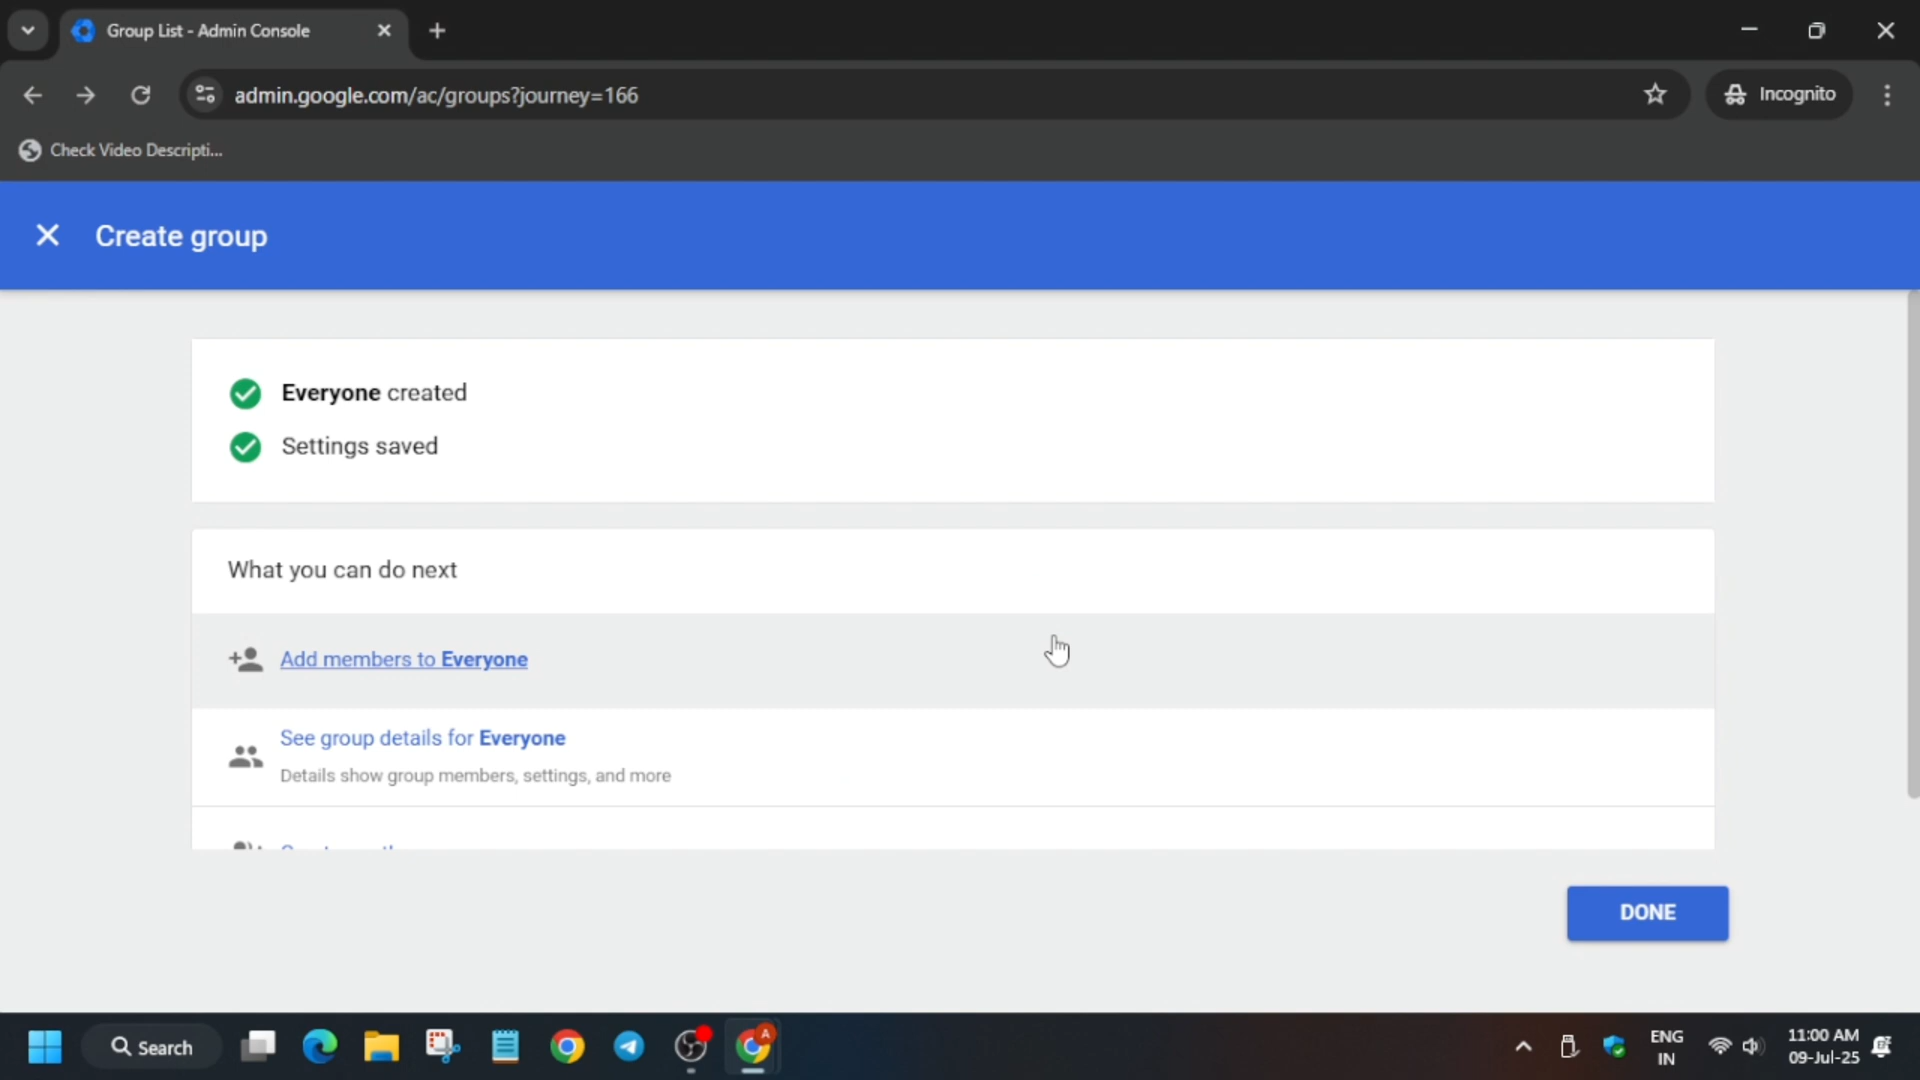 Group List - Admin Console
admin.google.com/ac/groups?journey=166
Incognito
Check Video Descripti...
Create group
Everyone created
Settings saved
What you can do next
Add members to Everyone
See group details for Everyone
Details show group members, settings, and more
DONE
Search
A
ENG
IN
11:00 AM
09-Jul-25